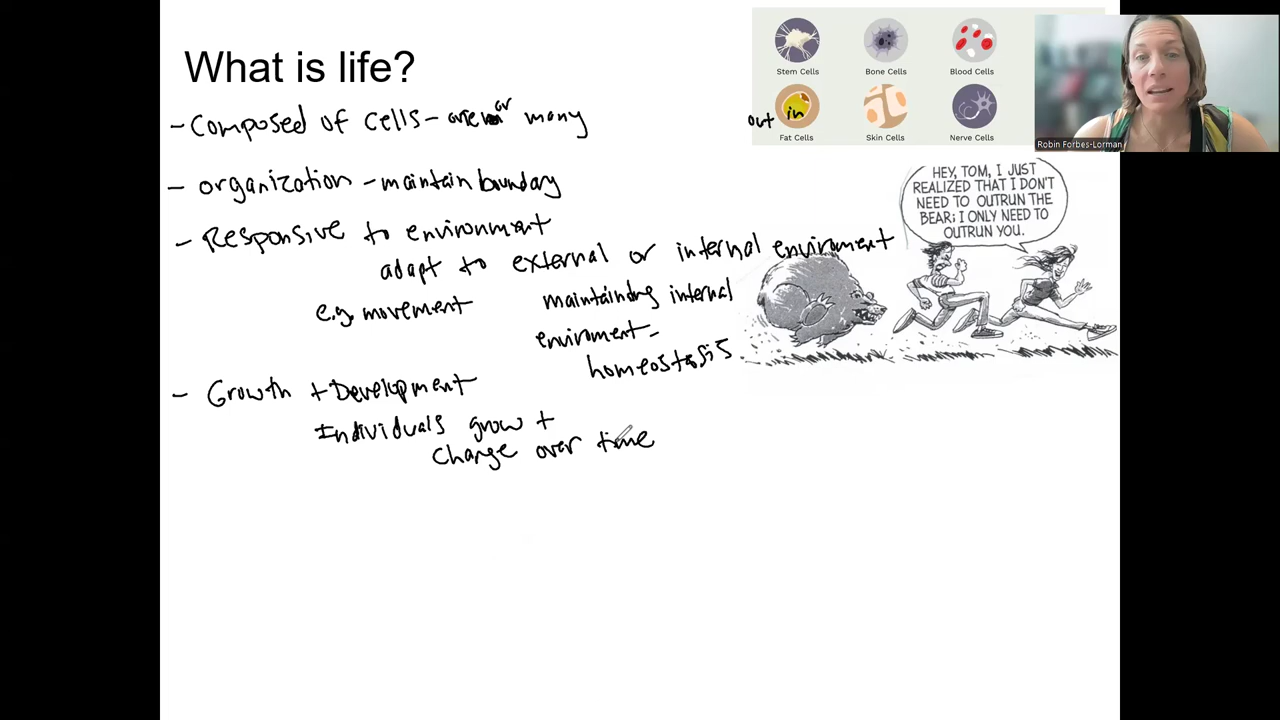 What is life?
- Composed of cells - one or many
- organization - maintain bounday
- Responsive to environment
adapt to external or internal enviroment
e.g. movement
maintaining internal
enviroment -
homeostasis
- Growth + Development
Individuals grow +
change over time
Stem Cells
Bone Cells
Blood Cells
out in
Fat Cells
Skin Cells
Nerve Cells
Robin Forbes-Lorman
HEY, TOM, I JUST
REALIZED THAT I DON'T
NEED TO OUTRUN THE
BEAR; I ONLY NEED TO
OUTRUN YOU.